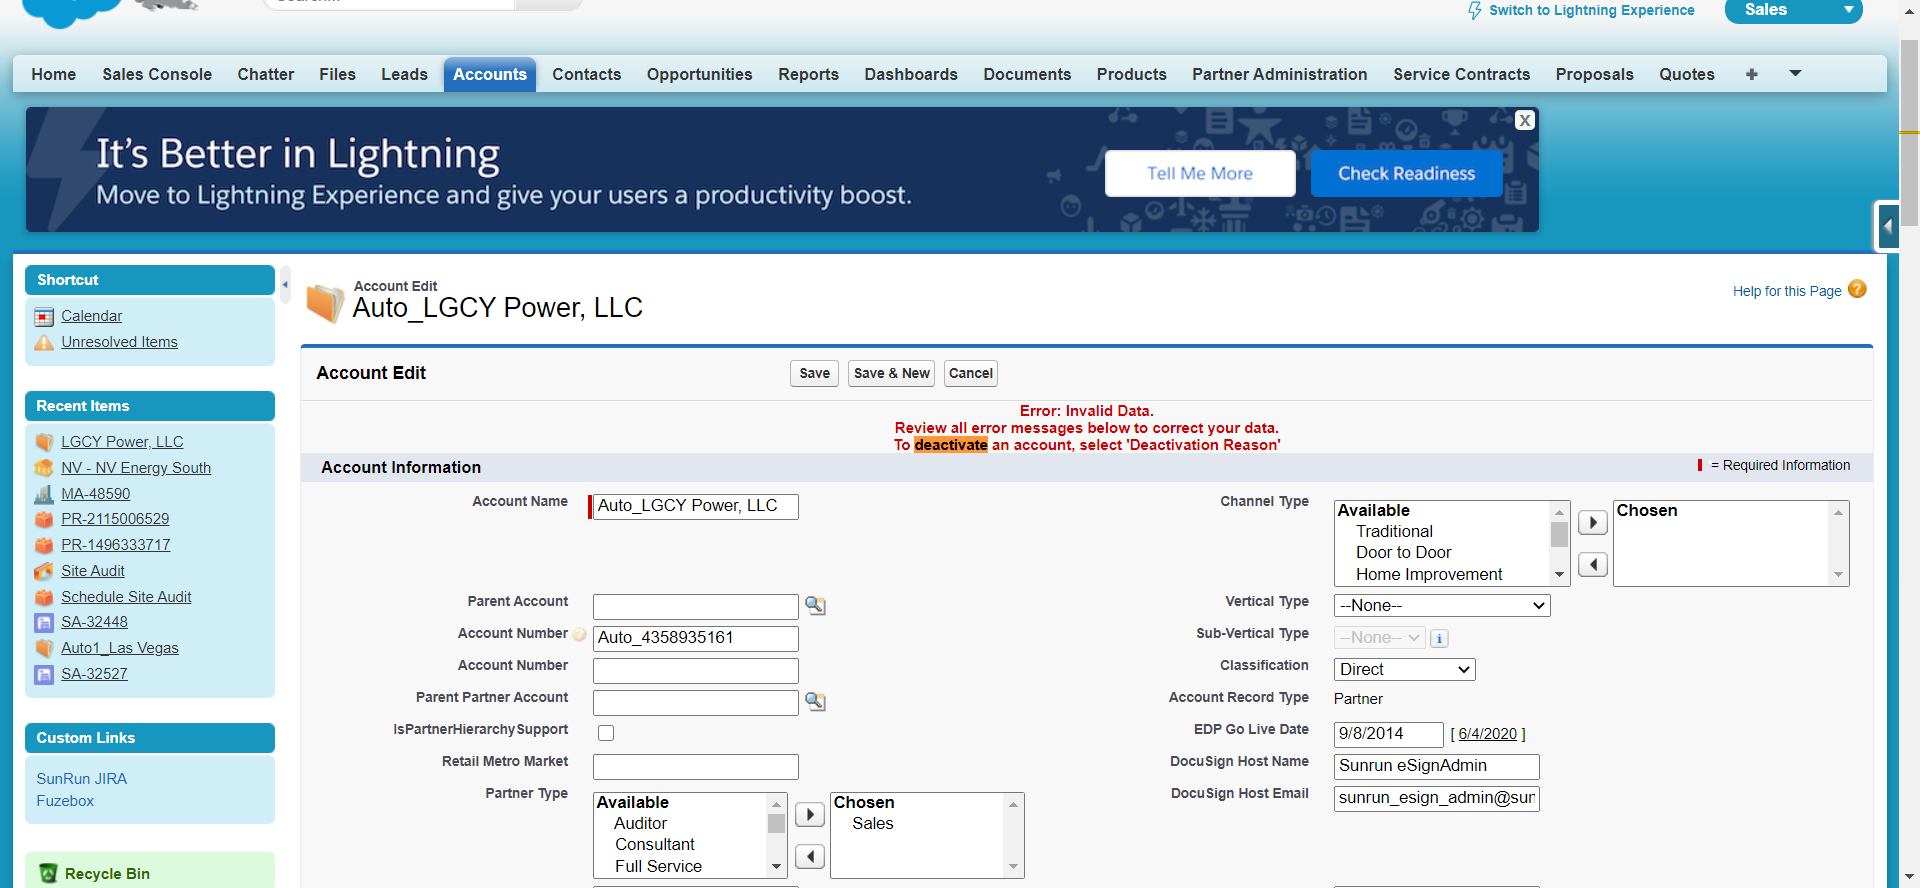 Switch to Lightning Experience
Sales
Home Sales Console Chatter Files Leads Accounts Contacts Opportunities Reports Dashboards Documents Products Partner Administration Service Contracts Proposals Quotes +
It's Better in Lightning
Move to Lightning Experience and give your users a productivity boost.
Tell Me More
Check Readiness
X
Shortcut
Calendar
Unresolved Items
Recent Items
LGCY Power, LLC
NV - NV Energy South
MA-48590
PR-2115006529
PR-1496333717
Site Audit
Schedule Site Audit
SA-32448
Auto1_Las Vegas
SA-32527
Custom Links
SunRun JIRA
Fuzebox
Recycle Bin
Account Edit
Auto_LGCY Power, LLC
Help for this Page ?
Account Edit
Save
Save & New
Cancel
Error: Invalid Data.
Review all error messages below to correct your data.
To deactivate an account, select 'Deactivation Reason'
Account Information
= Required Information
Account Name Auto_LGCY Power, LLC
Parent Account
Account Number ? Auto_4358935161
Account Number
Parent Partner Account
IsPartnerHierarchySupport
Retail Metro Market
Partner Type
Available
Auditor
Consultant
Full Service
Chosen
Sales
Channel Type
Available
Traditional
Door to Door
Home Improvement
Chosen
Vertical Type --None--
Sub-Vertical Type --None-- i
Classification Direct
Account Record Type Partner
EDP Go Live Date 9/8/2014 [ 6/4/2020 ]
DocuSign Host Name Sunrun eSignAdmin
DocuSign Host Email sunrun_esign_admin@sun